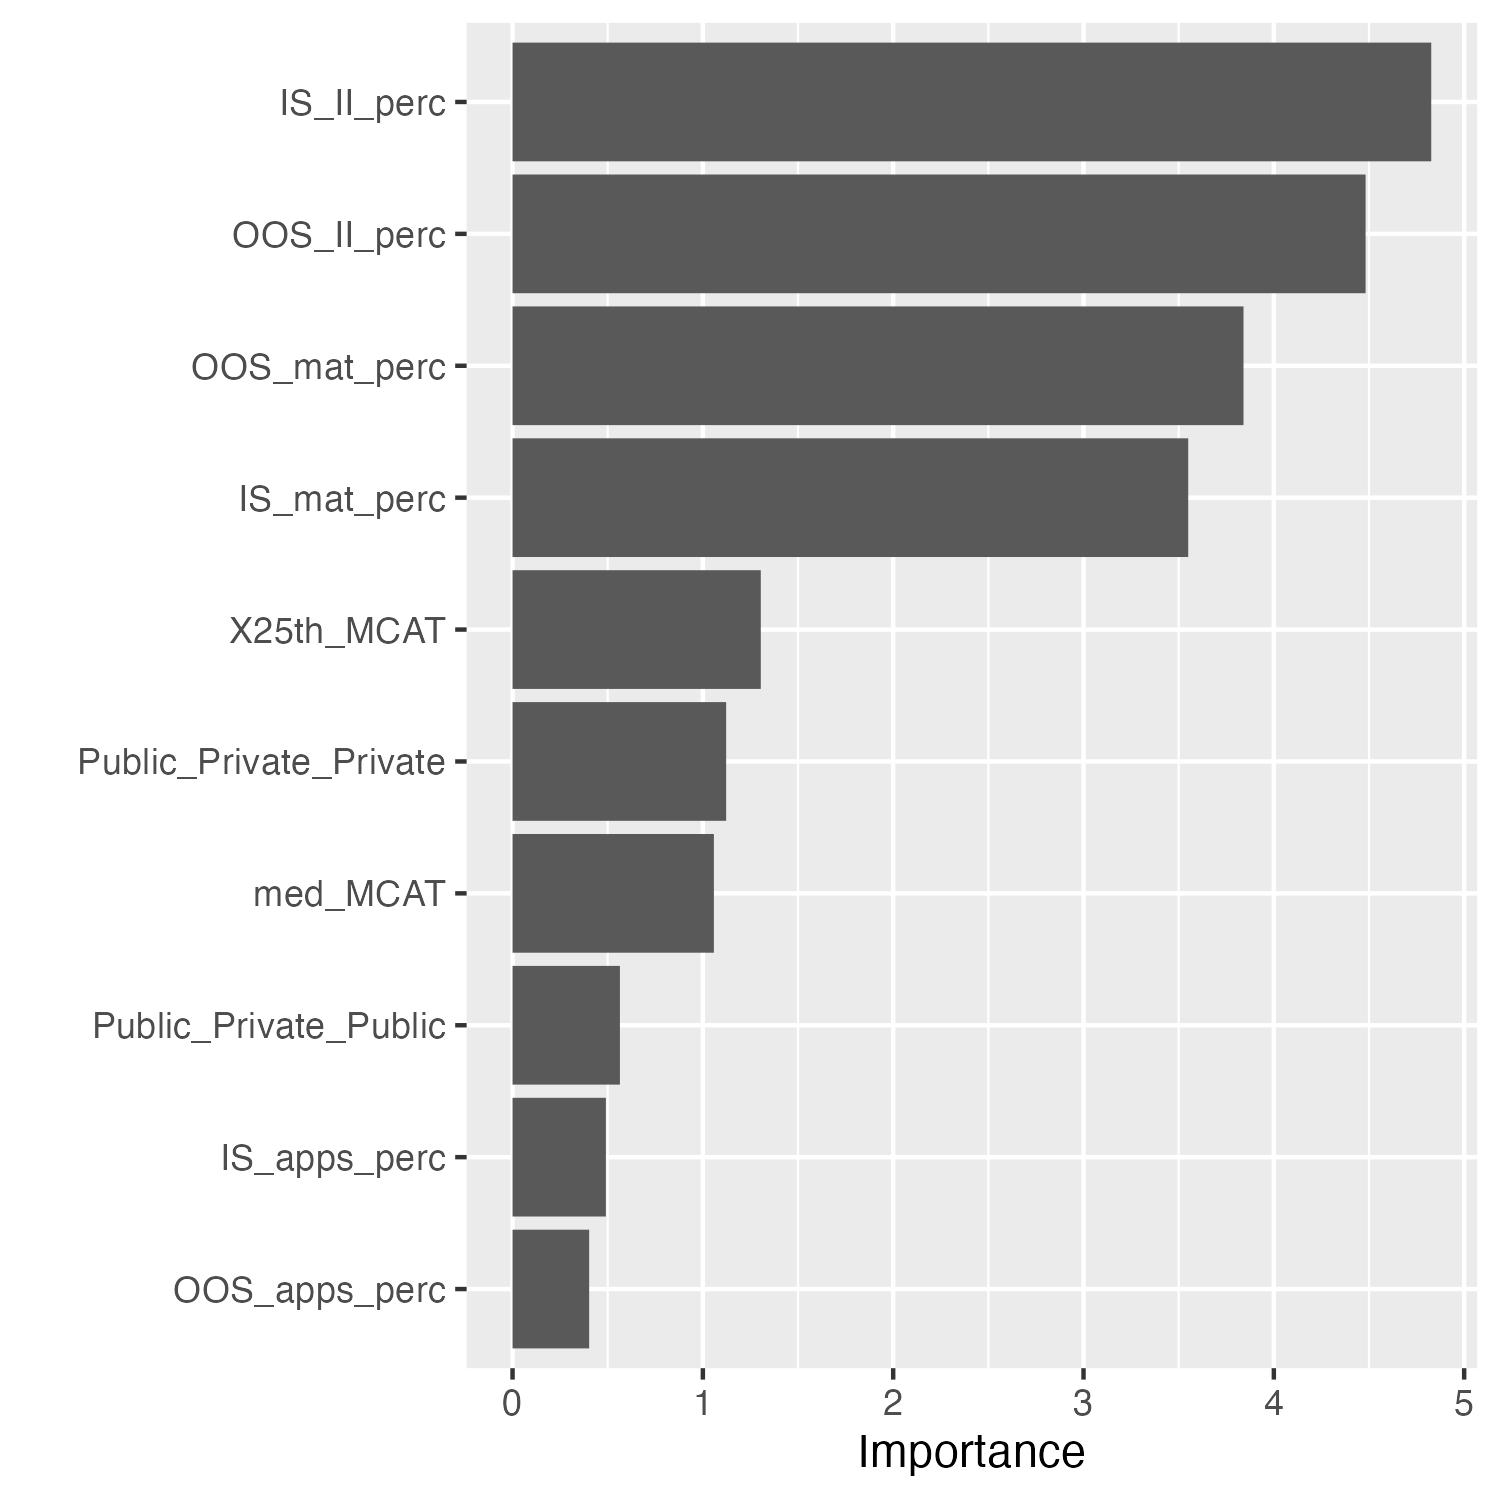 IS_II_perc
OOS_II_perc
OOS_mat_perc
IS_mat_perc
X25th_MCAT
Public_Private_Private
med_MCAT
Public_Private_Public
IS_apps_perc
OOS_apps_perc
0 1 2 3 4 5
Importance